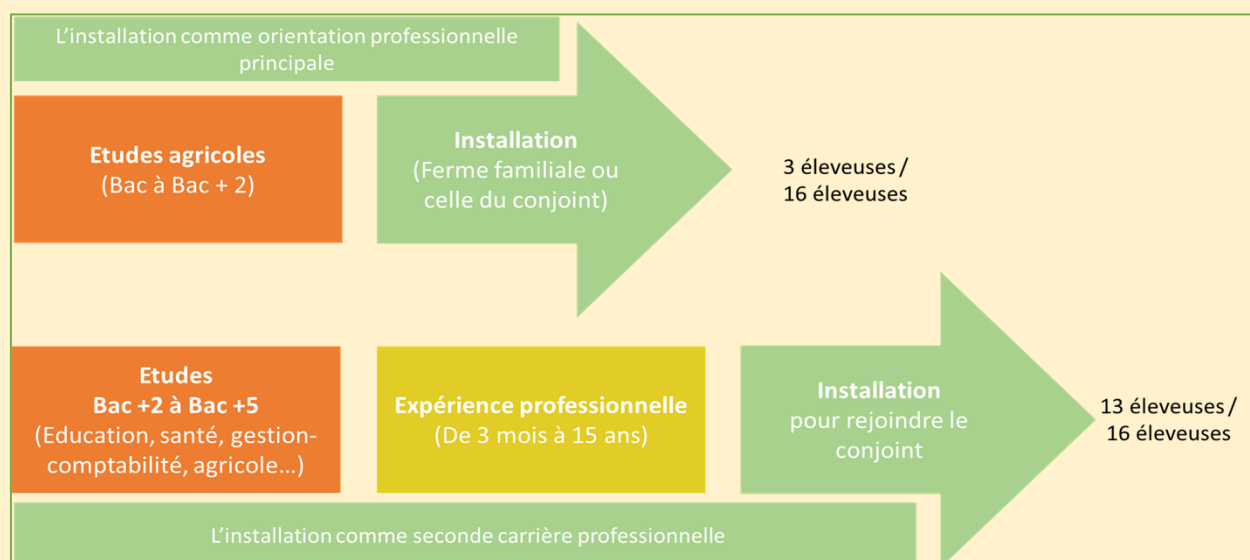 L’installation comme orientation professionnelle
principale
Etudes agricoles
(Bac à Bac + 2)
Installation
(Ferme familiale ou
celle du conjoint)
3 éleveuses /
16 éleveuses
Etudes
Bac +2 à Bac +5
(Education, santé, gestion-
comptabilité, agricole…)
Expérience professionnelle
(De 3 mois à 15 ans)
Installation
pour rejoindre le
conjoint
13 éleveuses /
16 éleveuses
L’installation comme seconde carrière professionnelle